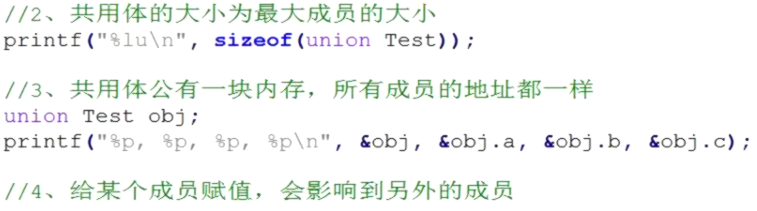 //2、共用体的大小为最大成员的大小
printf("%lu\n", sizeof(union Test));
//3、共用体公有一块内存，所有成员的地址都一样
union Test obj;
printf("%p, %p, %p, %p\n", &obj, &obj.a, &obj.b, &obj.c);
//4、给某个成员赋值，会影响到另外的成员